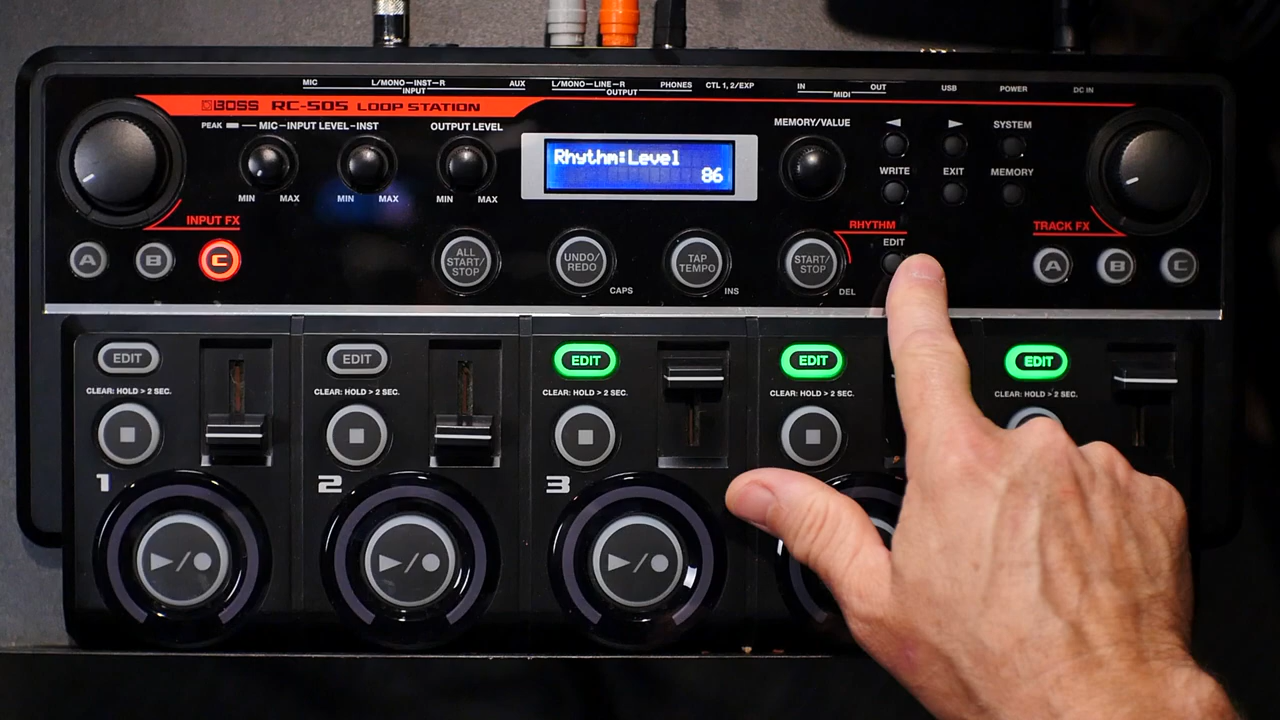 MIC L/MONO—INST—R AUX L/MONO—LINE—R PHONES CTL 1, 2/EXP IN OUT USB POWER DC IN
INPUT OUTPUT MIDI
BOSS RC-505 LOOP STATION
PEAK MIC—INPUT LEVEL—INST OUTPUT LEVEL MEMORY/VALUE ◄ ► SYSTEM
Rhythm:Level
86
WRITE EXIT MEMORY
MIN MAX MIN MAX MIN MAX
INPUT FX RHYTHM TRACK FX
EDIT
A B C ALL START/STOP UNDO/REDO TAP TEMPO START/STOP A B C
CAPS INS DEL
EDIT EDIT EDIT EDIT EDIT
CLEAR: HOLD > 2 SEC. CLEAR: HOLD > 2 SEC. CLEAR: HOLD > 2 SEC. CLEAR: HOLD > 2 SEC. CLEAR: HOLD > 2 SEC.
1 2 3